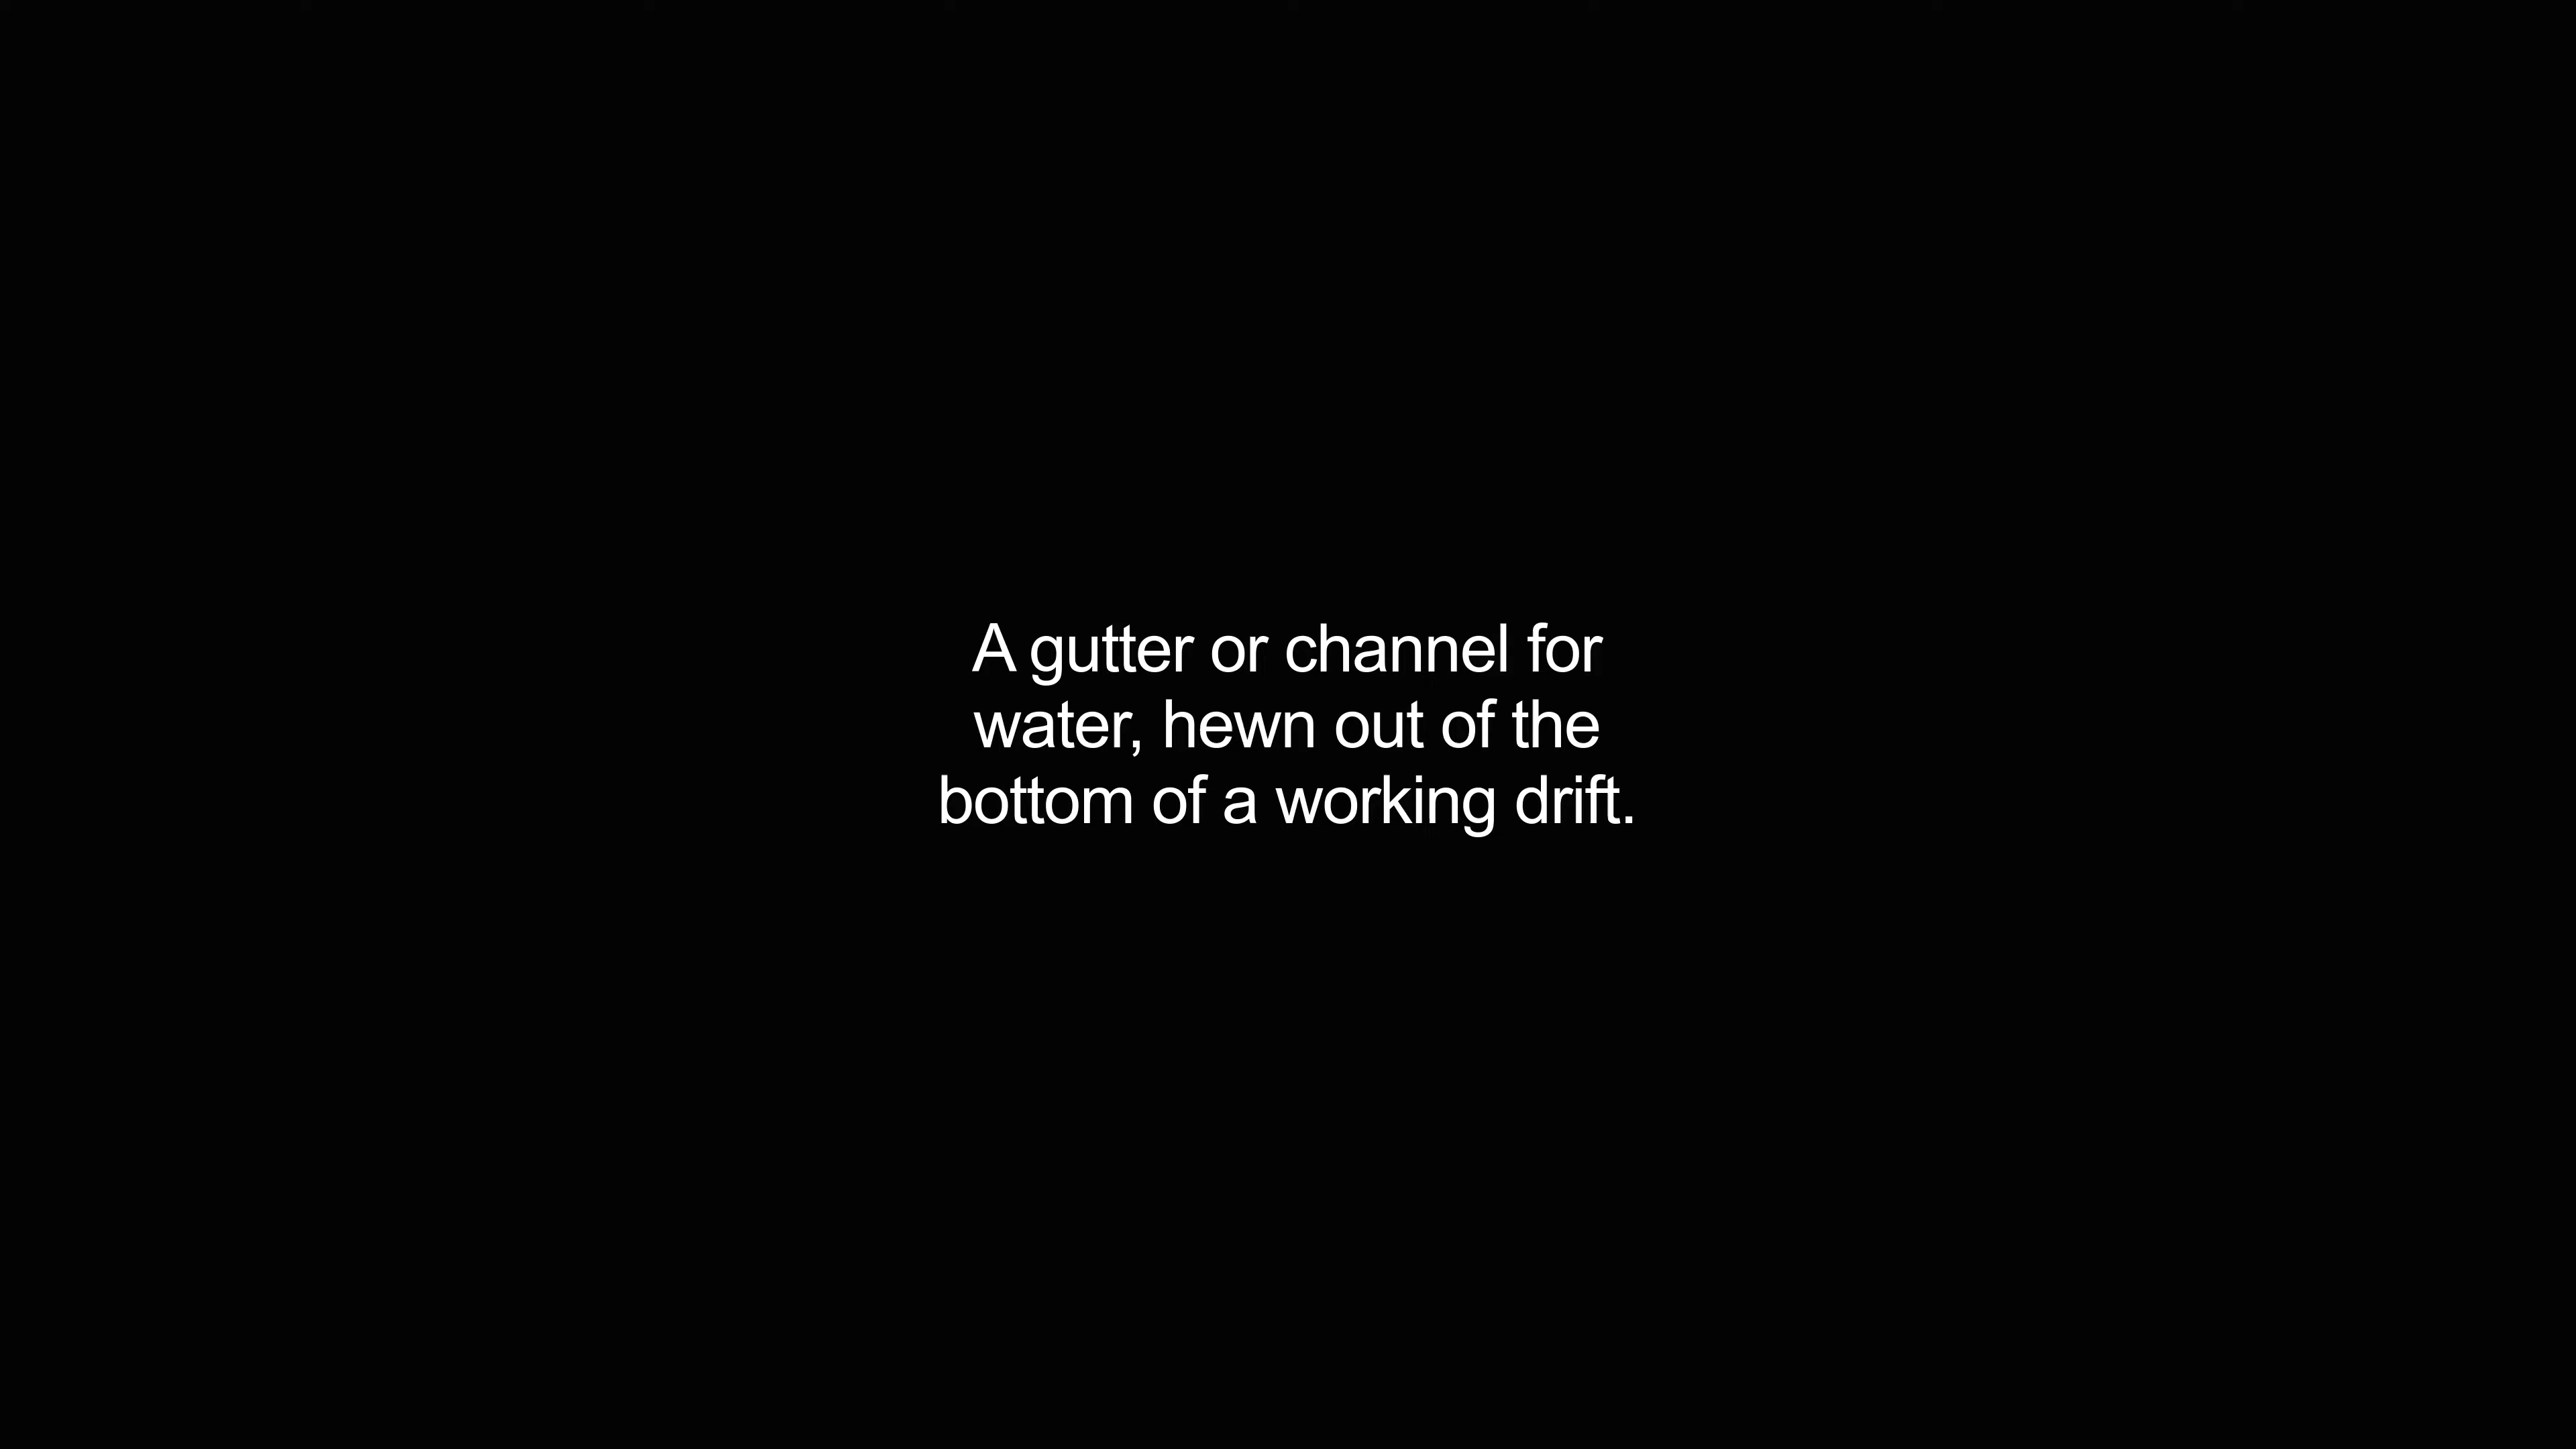 A gutter or channel for
water, hewn out of the
bottom of a working drift.